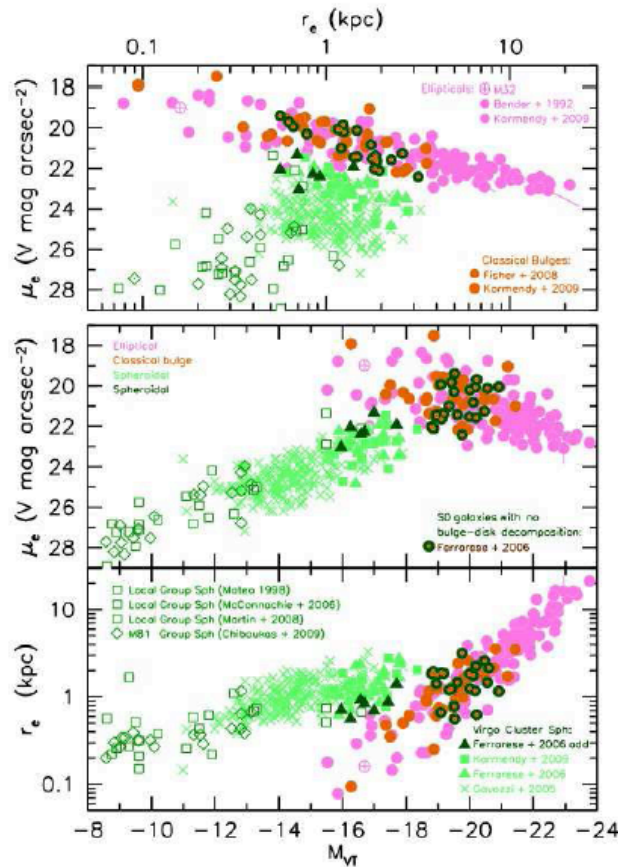 r_e (kpc)
0.1 1 10
18
20
22
24
26
28
μ_e (V mag arcsec⁻²)
Ellipticals: ⊕ M32
Bender + 1992
Kormendy + 2009
Classical Bulges:
Fisher + 2008
Kormendy + 2009
18
20
22
24
26
28
μ_e (V mag arcsec⁻²)
Elliptical
Classical bulge
Spheroidal
Spheroidal
S0 galaxies with no
bulge-disk decomposition:
Ferrarese + 2006
10
1
0.1
r_e (kpc)
Local Group Sph (Mateo 1998)
Local Group Sph (McConnachie + 2006)
Local Group Sph (Martin + 2008)
M81 Group Sph (Chiboukas + 2009)
Virgo Cluster Sph:
Ferrarese + 2006 add
Kormendy + 2009
Ferrarese + 2006
Gavazzi + 2005
-8 -10 -12 -14 -16 -18 -20 -22 -24
M_VT